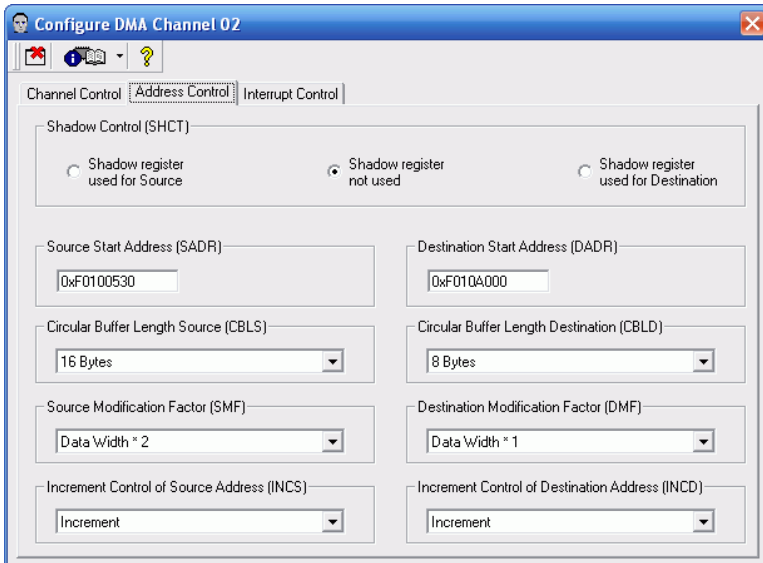 Configure DMA Channel 02
Channel Control Address Control Interrupt Control
Shadow Control (SHCT)
Shadow register
used for Source
Shadow register
not used
Shadow register
used for Destination
Source Start Address (SADR)
0xF0100530
Destination Start Address (DADR)
0xF010A000
Circular Buffer Length Source (CBLS)
16 Bytes
Circular Buffer Length Destination (CBLD)
8 Bytes
Source Modification Factor (SMF)
Data Width * 2
Destination Modification Factor (DMF)
Data Width * 1
Increment Control of Source Address (INCS)
Increment
Increment Control of Destination Address (INCD)
Increment